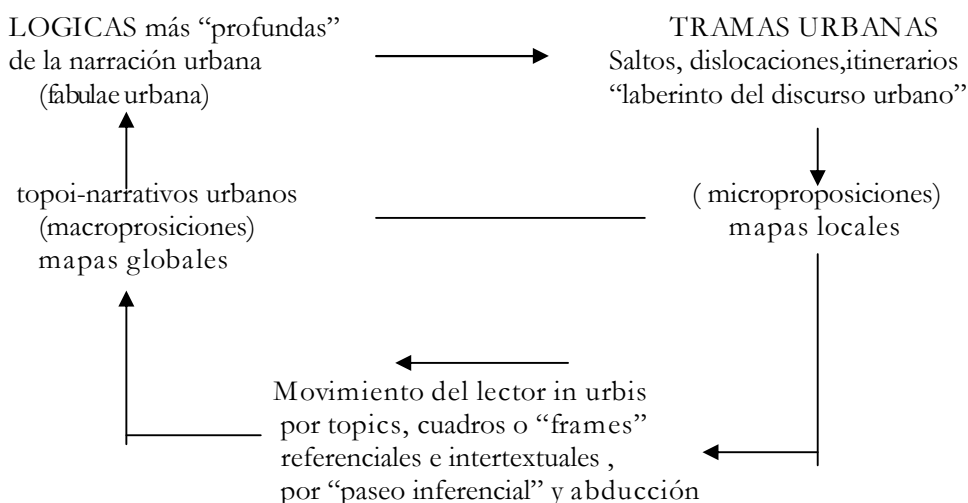 LOGICAS más “profundas”
de la narración urbana
(fabulae urbana)
TRAMAS URBANAS
Saltos, dislocaciones,itinerarios
“laberinto del discurso urbano”
topoi-narrativos urbanos
(macroprosiciones)
mapas globales
( microproposiciones)
mapas locales
Movimiento del lector in urbis
por topics, cuadros o “frames”
referenciales e intertextuales ,
por “paseo inferencial” y abducción